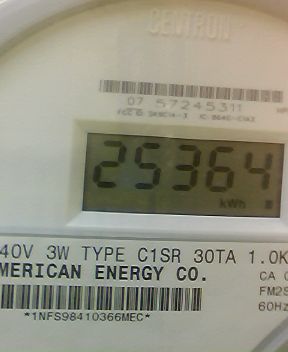 CENTRON
07 57245311
25364
kWh
40V 3W TYPE C1SR 30TA 1.0K
MERICAN ENERGY CO.
CA
FM2S
60Hz
*1NFS98410366MEC*